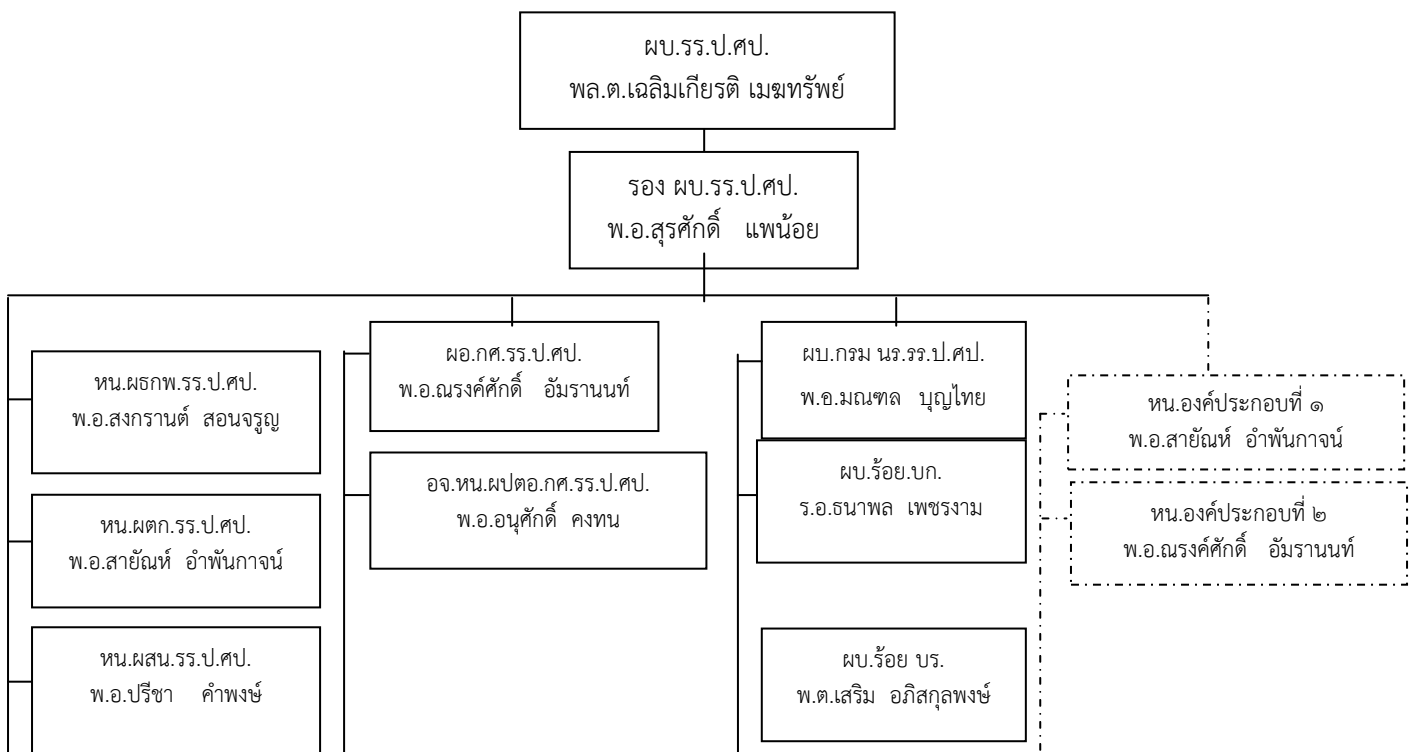 ผบ.รร.ป.ศป.
พล.ต.เฉลิมเกียรติ เมฆทรัพย์
รอง ผบ.รร.ป.ศป.
พ.อ.สุรศักดิ์ แพน้อย
หน.ผธกพ.รร.ป.ศป.
พ.อ.สงกรานต์ สอนจรูญ
หน.ผตก.รร.ป.ศป.
พ.อ.สายัณห์ อำพันกาจน์
หน.ผสน.รร.ป.ศป.
พ.อ.ปรีชา คำพงษ์
ผอ.กศ.รร.ป.ศป.
พ.อ.ณรงค์ศักดิ์ อัมรานนท์
อจ.หน.ผปตอ.กศ.รร.ป.ศป.
พ.อ.อนุศักดิ์ คงทน
ผบ.กรม นร.รร.ป.ศป.
พ.อ.มณฑล บุญไทย
ผบ.ร้อย.บก.
ร.อ.ธนาพล เพชรงาม
ผบ.ร้อย บร.
พ.ต.เสริม อภิสกุลพงษ์
หน.องค์ประกอบที่ ๑
พ.อ.สายัณห์ อำพันกาจน์
หน.องค์ประกอบที่ ๒
พ.อ.ณรงค์ศักดิ์ อัมรานนท์